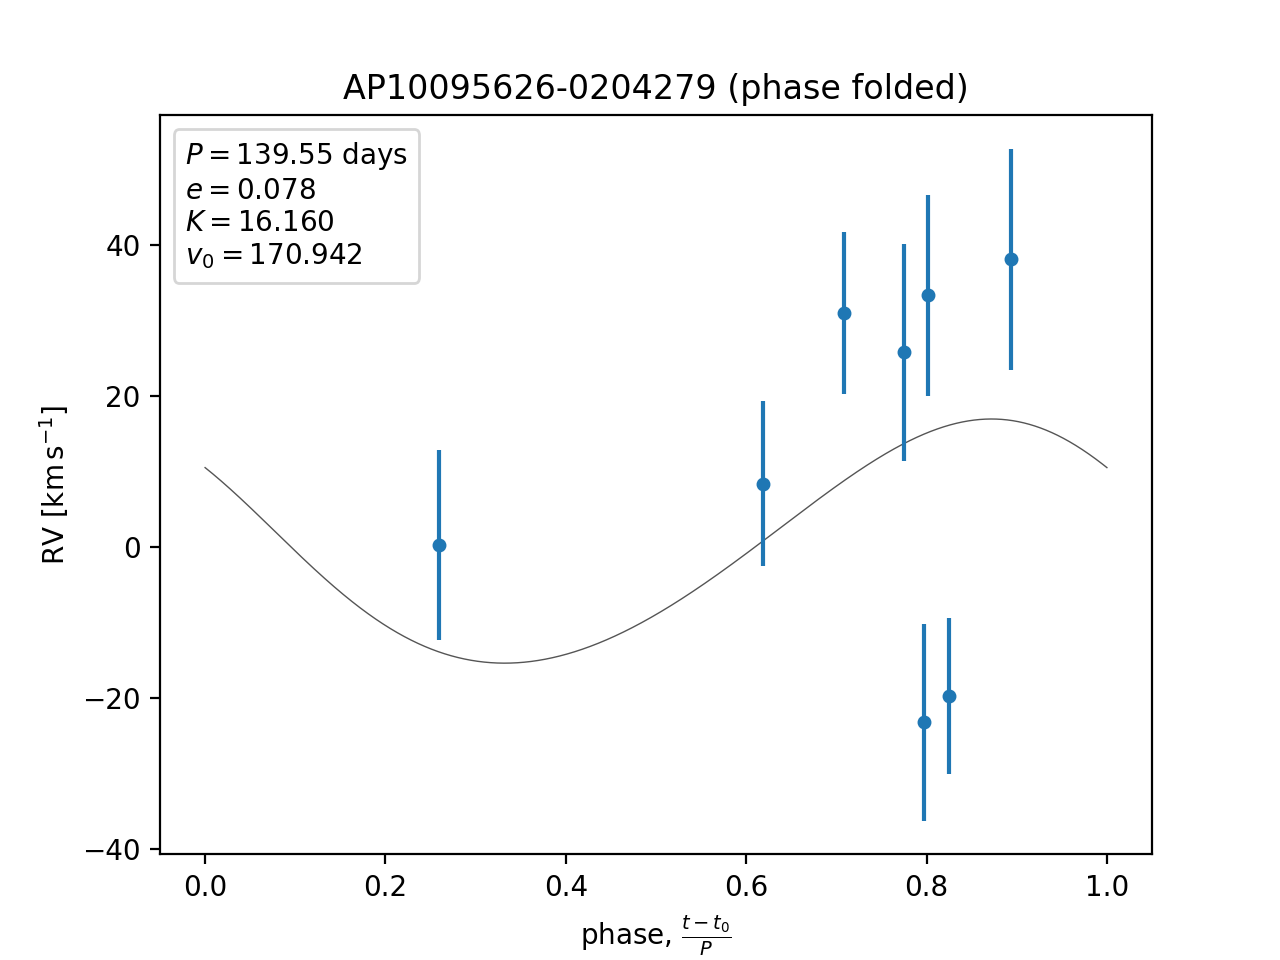 AP10095626-0204279 (phase folded)
P = 139.55 days
e = 0.078
K = 16.160
v₀ = 170.942
RV [km s⁻¹]
40
20
0
−20
−40
0.0 0.2 0.4 0.6 0.8 1.0
phase, (t − t₀)/P